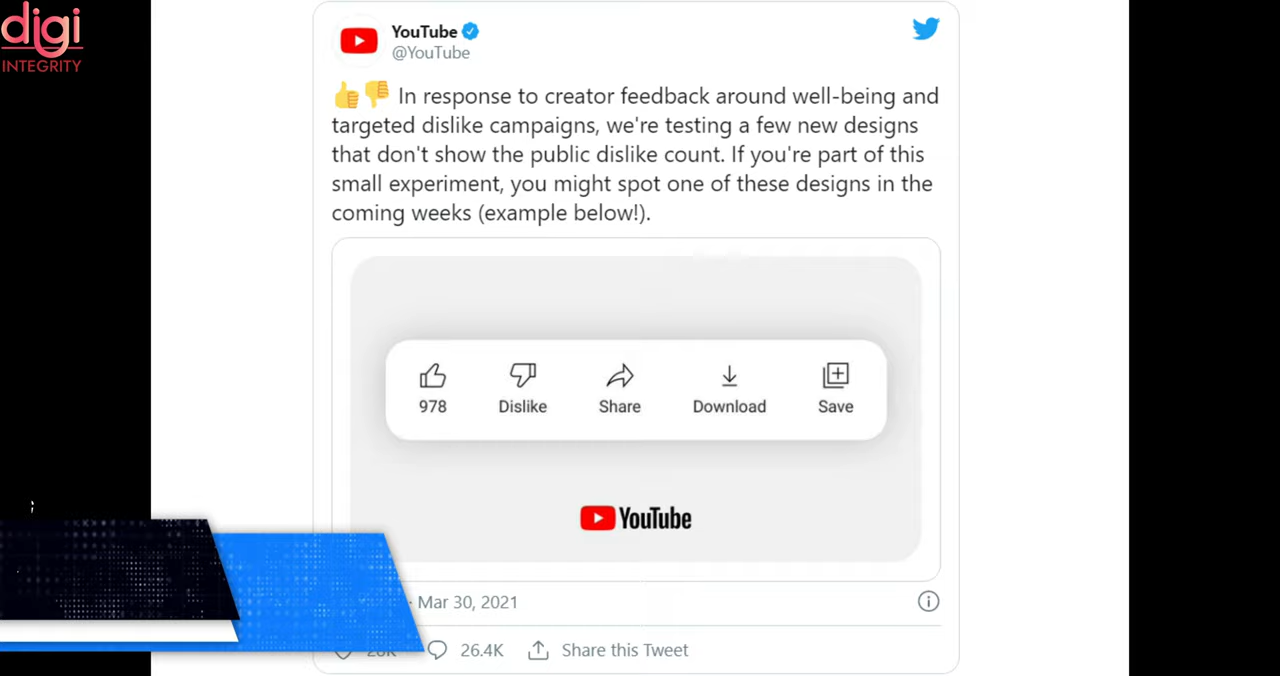 digi
INTEGRITY
YouTube
@YouTube
👍👎 In response to creator feedback around well-being and
targeted dislike campaigns, we're testing a few new designs
that don't show the public dislike count. If you're part of this
small experiment, you might spot one of these designs in the
coming weeks (example below!).
978 Dislike Share Download Save
YouTube
· Mar 30, 2021
26.4K Share this Tweet